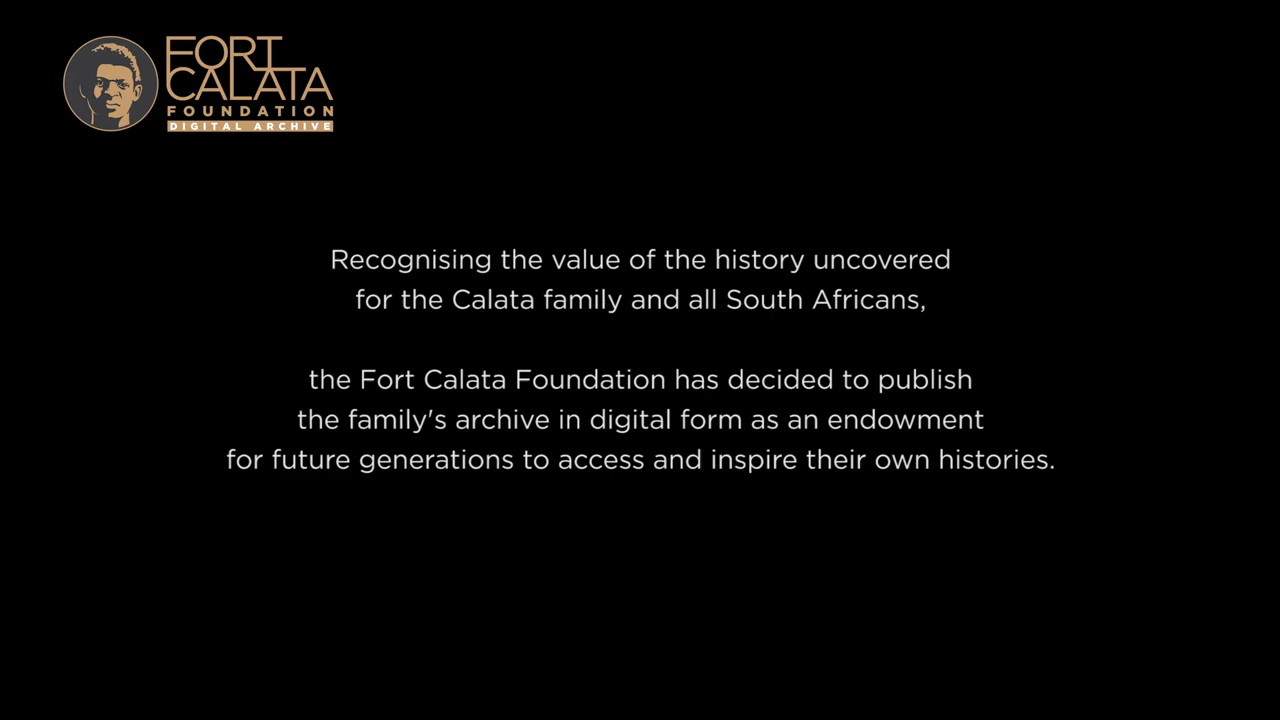 FORT
CALATA
FOUNDATION
DIGITAL ARCHIVE
Recognising the value of the history uncovered
for the Calata family and all South Africans,
the Fort Calata Foundation has decided to publish
the family's archive in digital form as an endowment
for future generations to access and inspire their own histories.